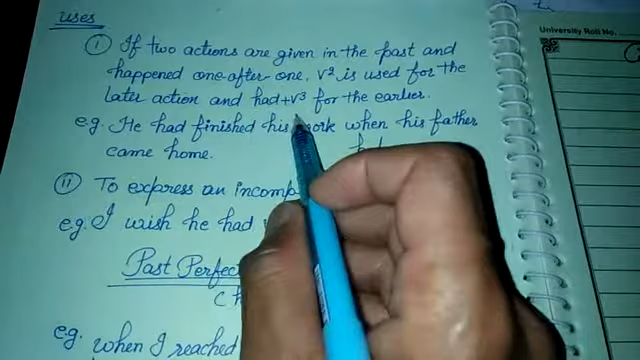 uses
(i) If two actions are given in the past and
happened one after one, v² is used for the
later action and had+v³ for the earlier.
e.g. He had finished his work when his father
came home.
(ii) To express an
e.g. I wish he had
Past
e.g. when I reached
University Roll No.